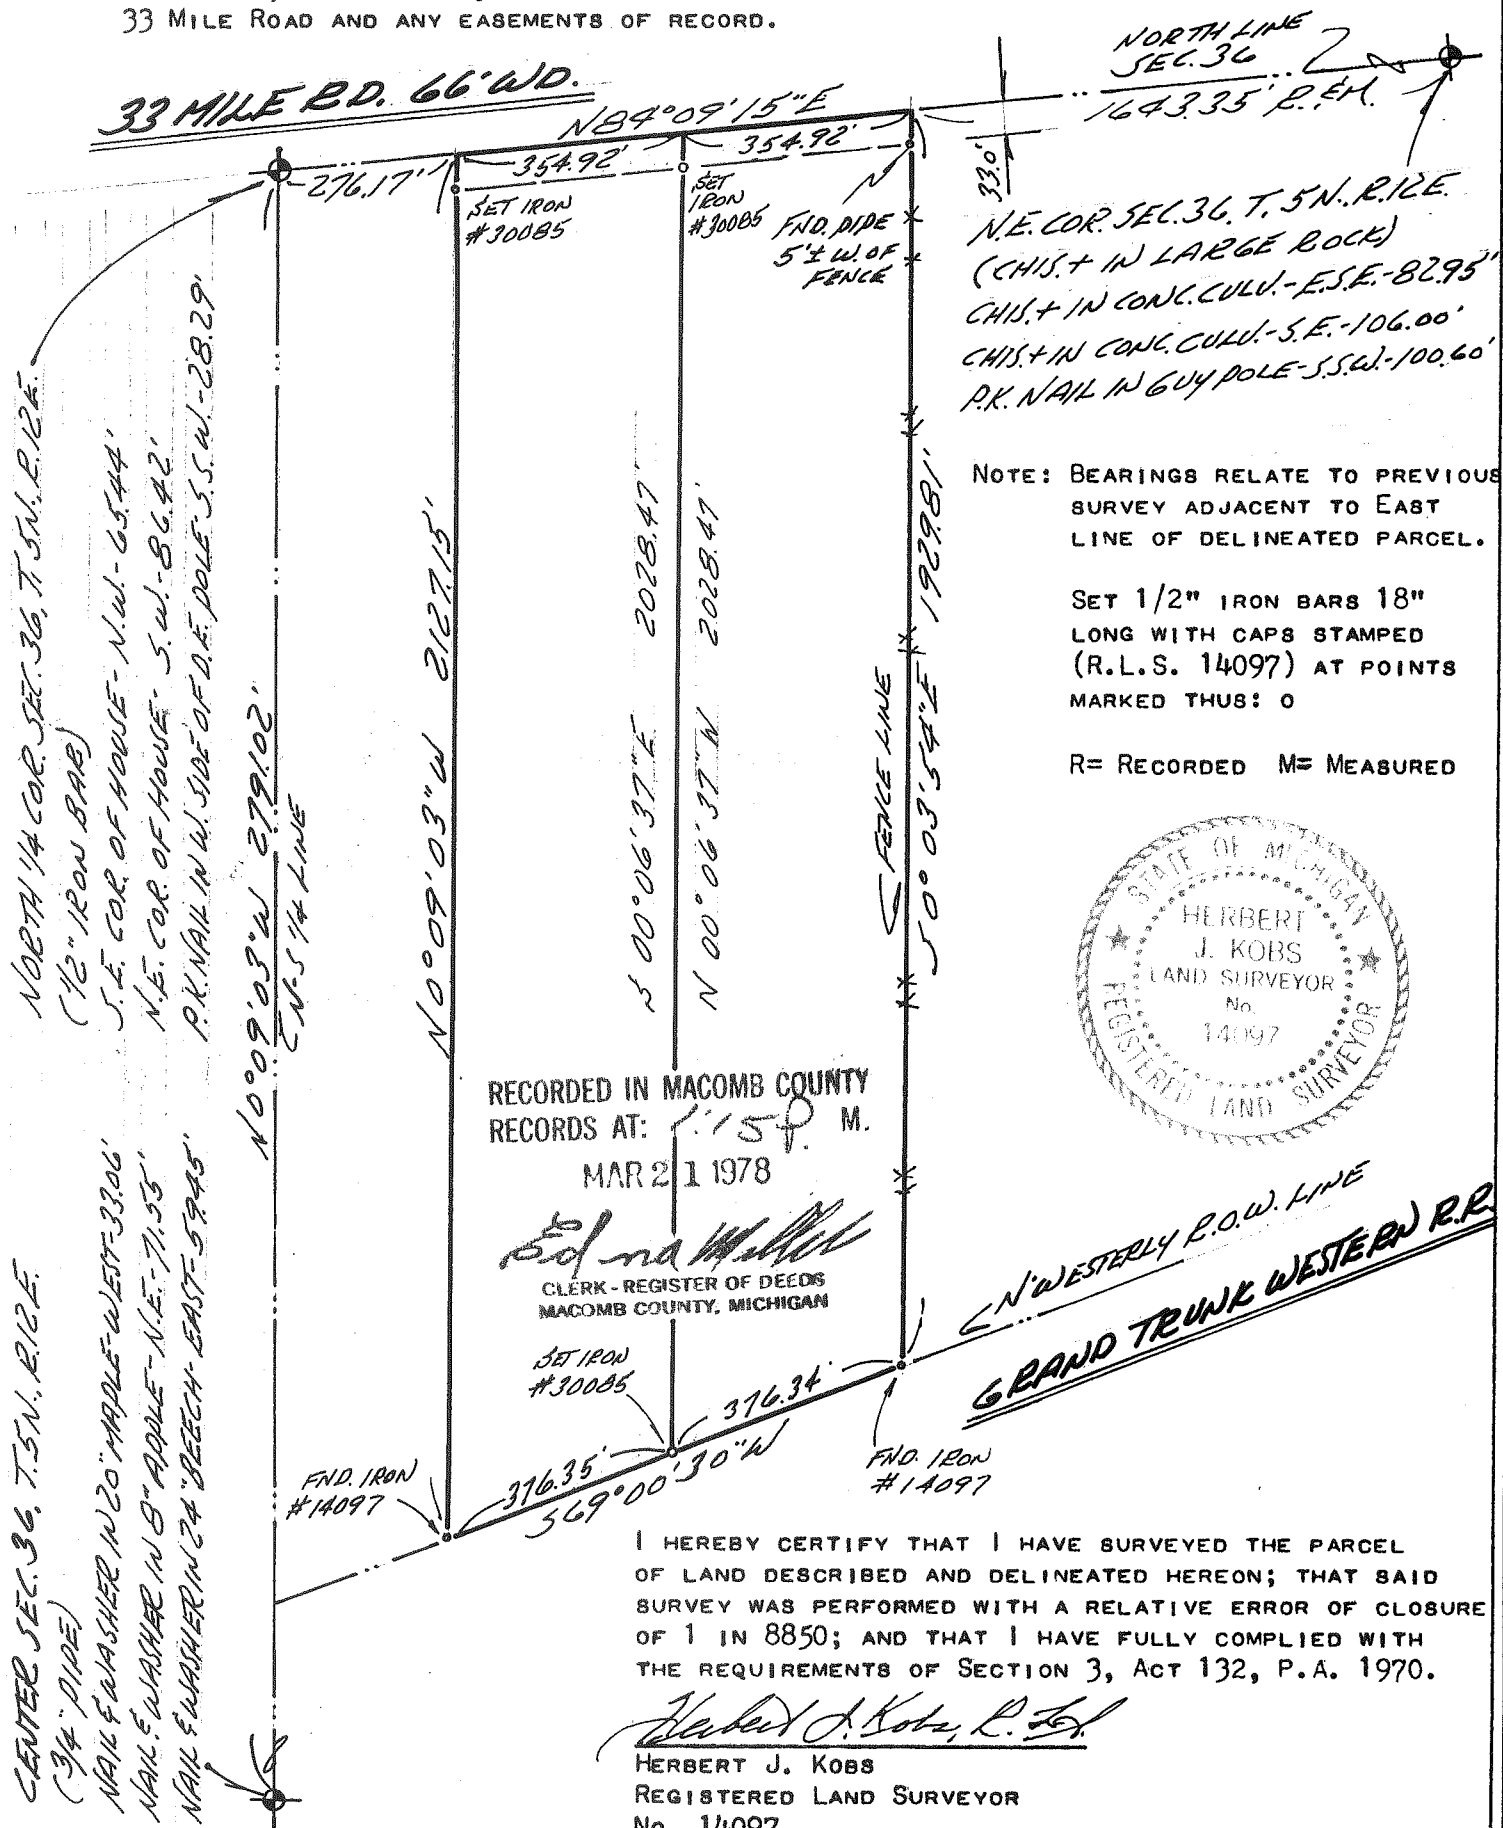 33 MILE ROAD AND ANY EASEMENTS OF RECORD.
33 MILE RD. 66' WD.
N84°09'15"E
NORTH LINE
SEC. 36
1643.35' R.&M.
276.17'
354.92'
354.92'
33.0'
SET IRON
#30085
SET
IRON
#30085
FND. PIPE
5'± W. OF
FENCE
N.E. COR. SEC. 36, T. 5N., R.12E.
(CHIS. + IN LARGE ROCK)
CHIS. + IN CONC. CULV. - E.S.E. - 82.95'
CHIS. + IN CONC. CULV. - S.E. - 106.00'
P.K. NAIL IN GUY POLE - S.S.W. - 100.60'
NORTH 1/4 COR. SEC. 36, T. 5N., R.12E.
(1/2" IRON BAR)
S.E. COR. OF HOUSE - N.W. - 65.44'
N.E. COR. OF HOUSE - S.W. - 86.42'
P.K. NAIL IN W. SIDE OF D.E. POLE - S.S.W. - 28.29'
N0°09'03"W 2791.02'
N-S 1/4 LINE
N0°09'03"W 2127.15'
S 00°06'37"E 2028.47'
N 00°06'37"W 2028.47'
FENCE LINE
S0°03'54"E 1929.81'
NOTE: BEARINGS RELATE TO PREVIOUS
SURVEY ADJACENT TO EAST
LINE OF DELINEATED PARCEL.
SET 1/2" IRON BARS 18"
LONG WITH CAPS STAMPED
(R.L.S. 14097) AT POINTS
MARKED THUS: O
R= RECORDED M= MEASURED
STATE OF MICHIGAN
HERBERT
J. KOBS
LAND SURVEYOR
No.
14097
REGISTERED LAND SURVEYOR
RECORDED IN MACOMB COUNTY
RECORDS AT: 1:15 P. M.
MAR 21 1978
Edna Miller
CLERK - REGISTER OF DEEDS
MACOMB COUNTY, MICHIGAN
N'WESTERLY R.O.W. LINE
GRAND TRUNK WESTERN R.R.
SET IRON
#30085
376.34'
376.35'
S69°00'30"W
FND. IRON
#14097
FND. IRON
#14097
CENTER SEC. 36, T.5N., R.12E.
(3/4" PIPE)
NAIL & WASHER IN 20" MAPLE - WEST - 33.06'
NAIL & WASHER IN 8" APPLE - N.E. - 71.55'
NAIL & WASHER IN 24" BEECH - EAST - 59.45'
I HEREBY CERTIFY THAT I HAVE SURVEYED THE PARCEL
OF LAND DESCRIBED AND DELINEATED HEREON; THAT SAID
SURVEY WAS PERFORMED WITH A RELATIVE ERROR OF CLOSURE
OF 1 IN 8850; AND THAT I HAVE FULLY COMPLIED WITH
THE REQUIREMENTS OF SECTION 3, ACT 132, P.A. 1970.
Herbert J. Kobs, R.L.S.
HERBERT J. KOBS
REGISTERED LAND SURVEYOR
No. 14097